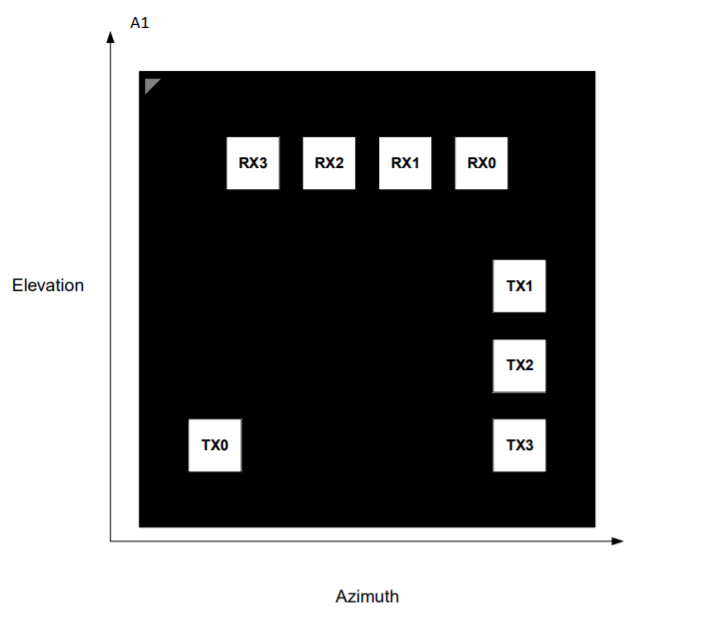 A1
RX3 RX2 RX1 RX0
Elevation
TX1
TX2
TX0 TX3
Azimuth